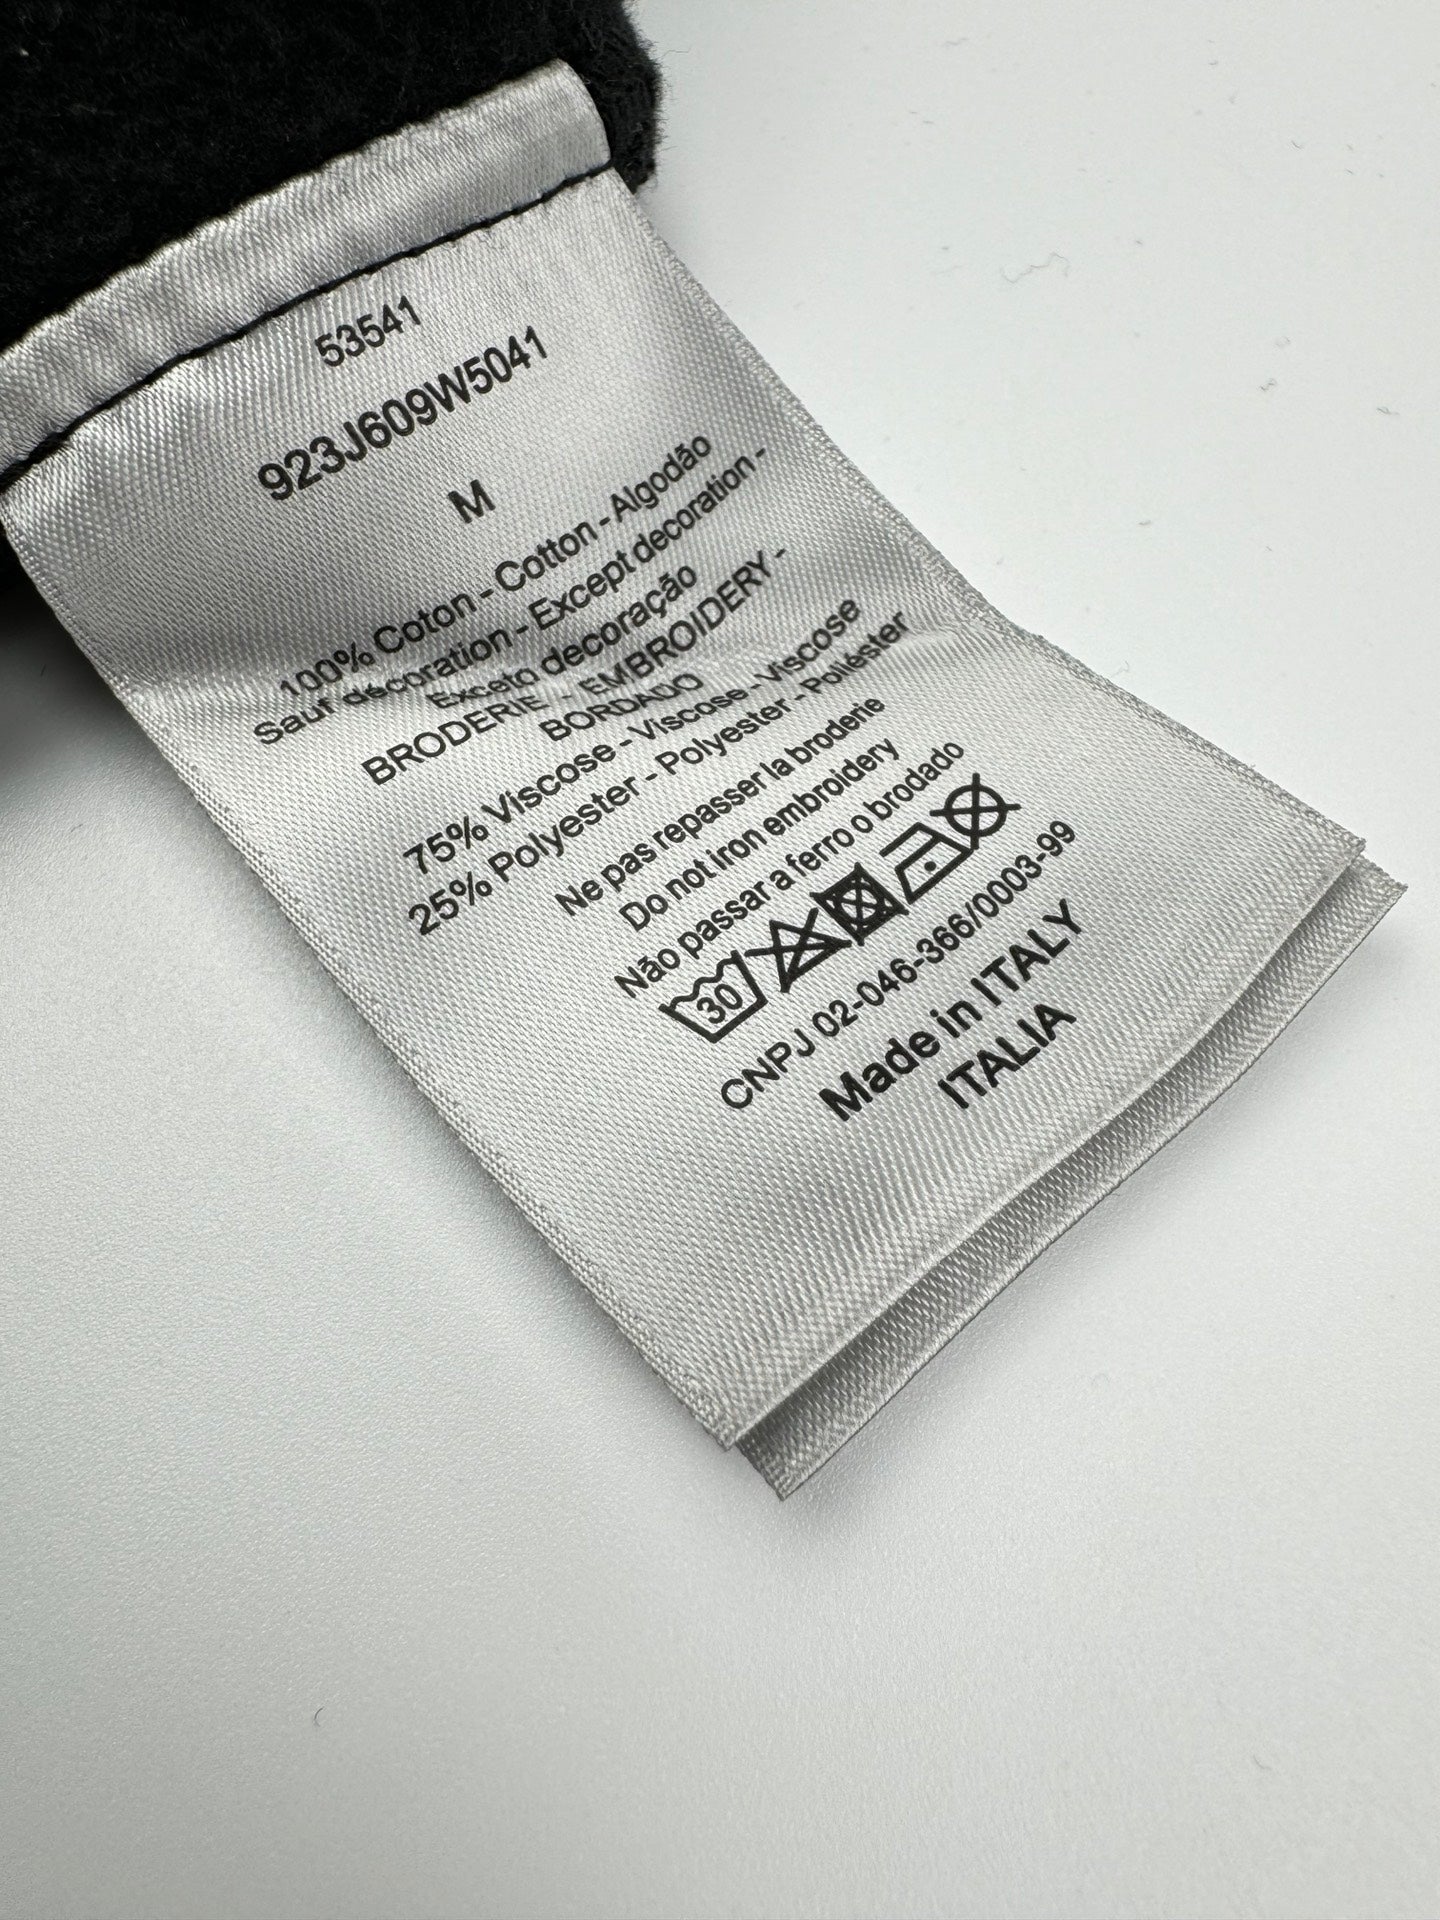 53541
923J609W5041
M
100% Coton - Cotton - Algodão
Sauf décoration - Except decoration -
Exceto decoração
BRODERIE - EMBROIDERY -
BORDADO
75% Viscose - Viscose - Viscose
25% Polyester - Polyester - Poliéster
Ne pas repasser la broderie
Do not iron embroidery
Não passar a ferro o brodado
30
CNPJ 02-046-366/0003-99
Made in ITALY
ITALIA